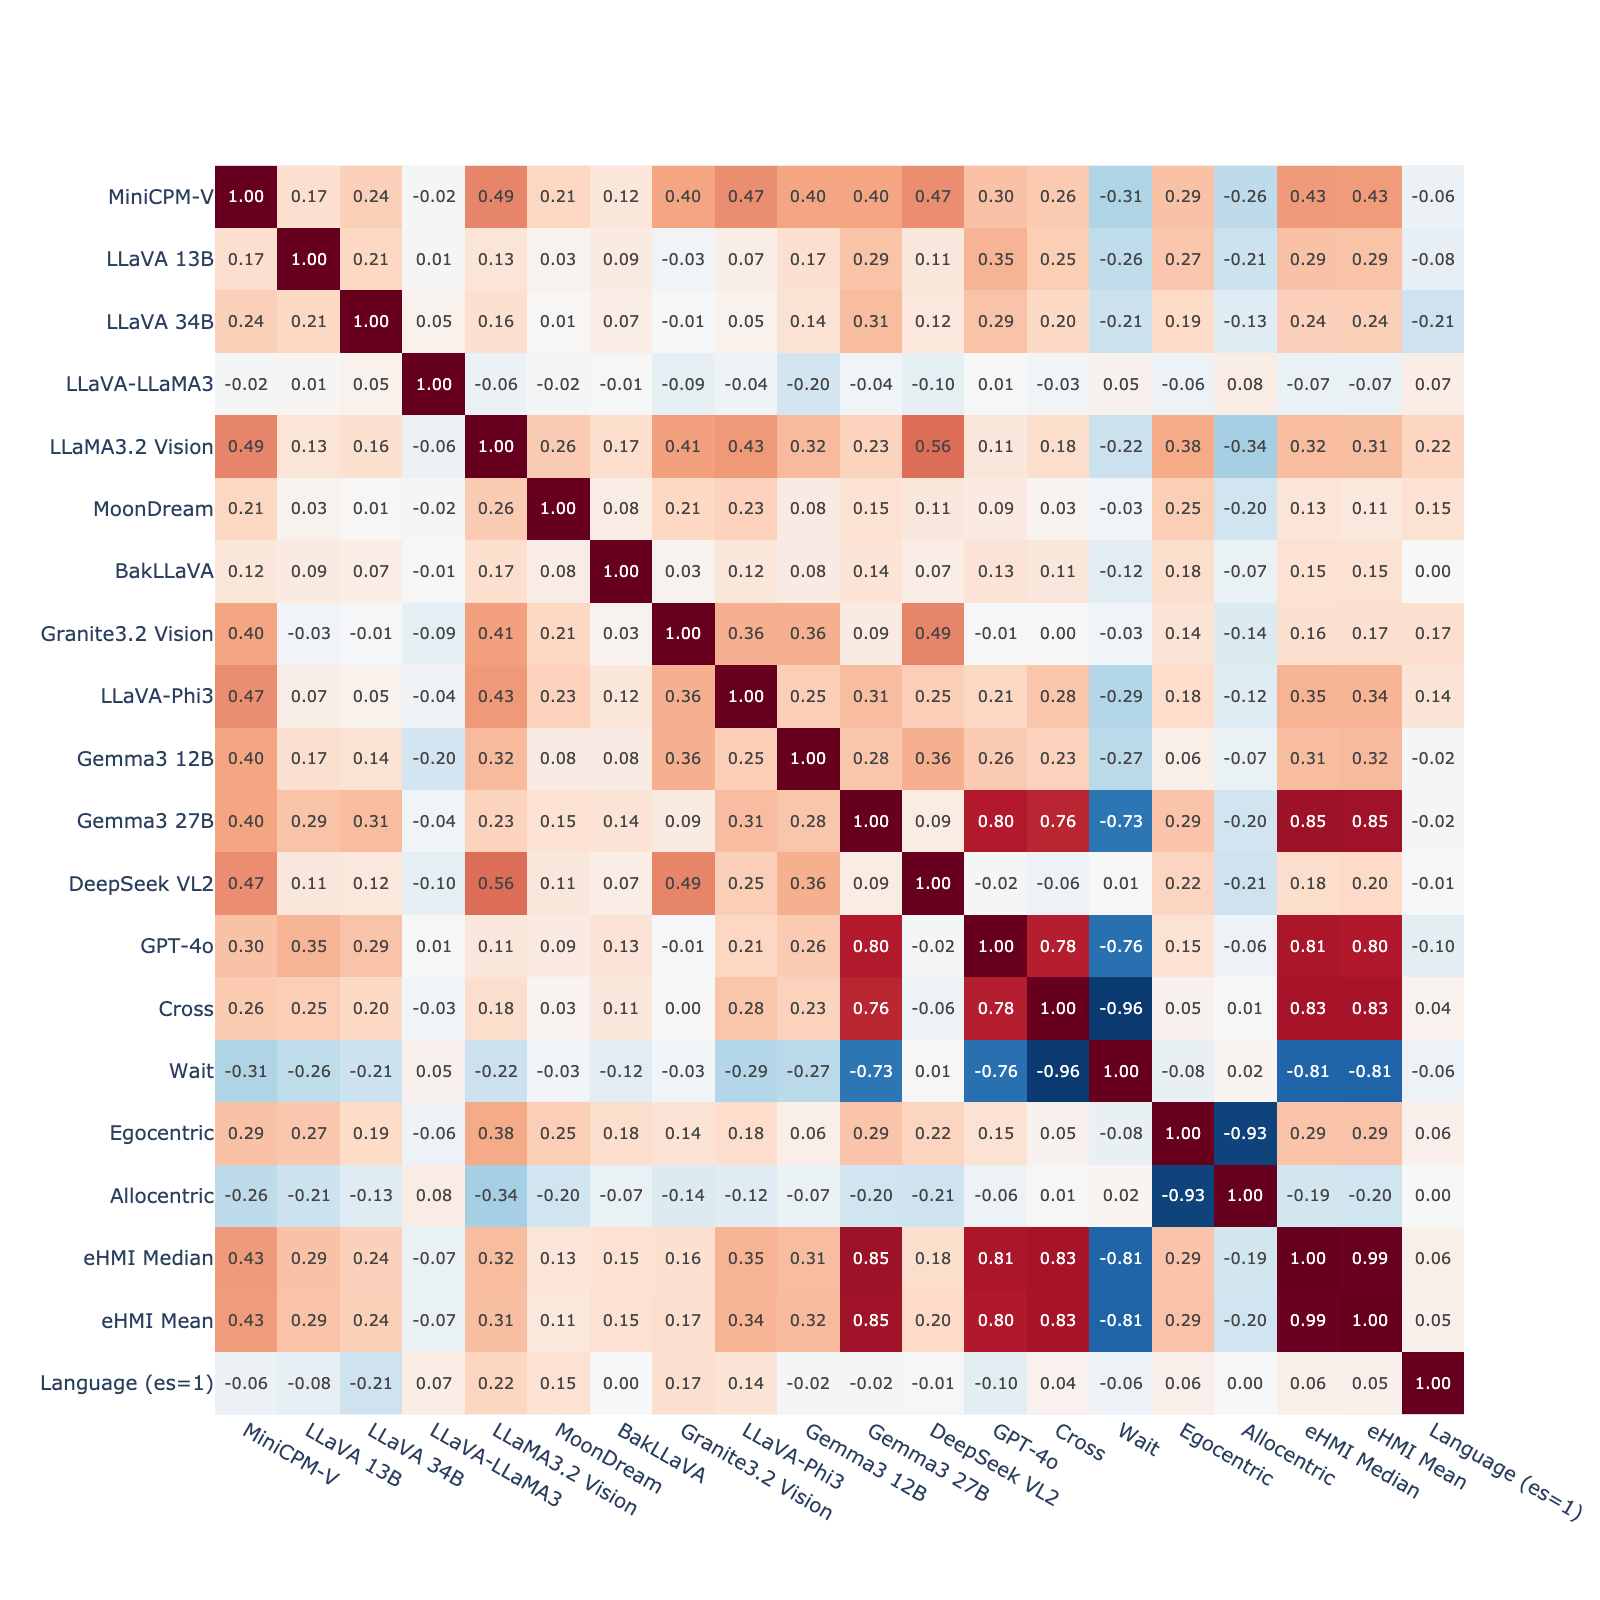 MiniCPM-V 1.00 0.17 0.24 -0.02 0.49 0.21 0.12 0.40 0.47 0.40 0.40 0.47 0.30 0.26 -0.31 0.29 -0.26 0.43 0.43 -0.06
LLaVA 13B 0.17 1.00 0.21 0.01 0.13 0.03 0.09 -0.03 0.07 0.17 0.29 0.11 0.35 0.25 -0.26 0.27 -0.21 0.29 0.29 -0.08
LLaVA 34B 0.24 0.21 1.00 0.05 0.16 0.01 0.07 -0.01 0.05 0.14 0.31 0.12 0.29 0.20 -0.21 0.19 -0.13 0.24 0.24 -0.21
LLaVA-LLaMA3 -0.02 0.01 0.05 1.00 -0.06 -0.02 -0.01 -0.09 -0.04 -0.20 -0.04 -0.10 0.01 -0.03 0.05 -0.06 0.08 -0.07 -0.07 0.07
LLaMA3.2 Vision 0.49 0.13 0.16 -0.06 1.00 0.26 0.17 0.41 0.43 0.32 0.23 0.56 0.11 0.18 -0.22 0.38 -0.34 0.32 0.31 0.22
MoonDream 0.21 0.03 0.01 -0.02 0.26 1.00 0.08 0.21 0.23 0.08 0.15 0.11 0.09 0.03 -0.03 0.25 -0.20 0.13 0.11 0.15
BakLLaVA 0.12 0.09 0.07 -0.01 0.17 0.08 1.00 0.03 0.12 0.08 0.14 0.07 0.13 0.11 -0.12 0.18 -0.07 0.15 0.15 0.00
Granite3.2 Vision 0.40 -0.03 -0.01 -0.09 0.41 0.21 0.03 1.00 0.36 0.36 0.09 0.49 -0.01 0.00 -0.03 0.14 -0.14 0.16 0.17 0.17
LLaVA-Phi3 0.47 0.07 0.05 -0.04 0.43 0.23 0.12 0.36 1.00 0.25 0.31 0.25 0.21 0.28 -0.29 0.18 -0.12 0.35 0.34 0.14
Gemma3 12B 0.40 0.17 0.14 -0.20 0.32 0.08 0.08 0.36 0.25 1.00 0.28 0.36 0.26 0.23 -0.27 0.06 -0.07 0.31 0.32 -0.02
Gemma3 27B 0.40 0.29 0.31 -0.04 0.23 0.15 0.14 0.09 0.31 0.28 1.00 0.09 0.80 0.76 -0.73 0.29 -0.20 0.85 0.85 -0.02
DeepSeek VL2 0.47 0.11 0.12 -0.10 0.56 0.11 0.07 0.49 0.25 0.36 0.09 1.00 -0.02 -0.06 0.01 0.22 -0.21 0.18 0.20 -0.01
GPT-4o 0.30 0.35 0.29 0.01 0.11 0.09 0.13 -0.01 0.21 0.26 0.80 -0.02 1.00 0.78 -0.76 0.15 -0.06 0.81 0.80 -0.10
Cross 0.26 0.25 0.20 -0.03 0.18 0.03 0.11 0.00 0.28 0.23 0.76 -0.06 0.78 1.00 -0.96 0.05 0.01 0.83 0.83 0.04
Wait -0.31 -0.26 -0.21 0.05 -0.22 -0.03 -0.12 -0.03 -0.29 -0.27 -0.73 0.01 -0.76 -0.96 1.00 -0.08 0.02 -0.81 -0.81 -0.06
Egocentric 0.29 0.27 0.19 -0.06 0.38 0.25 0.18 0.14 0.18 0.06 0.29 0.22 0.15 0.05 -0.08 1.00 -0.93 0.29 0.29 0.06
Allocentric -0.26 -0.21 -0.13 0.08 -0.34 -0.20 -0.07 -0.14 -0.12 -0.07 -0.20 -0.21 -0.06 0.01 0.02 -0.93 1.00 -0.19 -0.20 0.00
eHMI Median 0.43 0.29 0.24 -0.07 0.32 0.13 0.15 0.16 0.35 0.31 0.85 0.18 0.81 0.83 -0.81 0.29 -0.19 1.00 0.99 0.06
eHMI Mean 0.43 0.29 0.24 -0.07 0.31 0.11 0.15 0.17 0.34 0.32 0.85 0.20 0.80 0.83 -0.81 0.29 -0.20 0.99 1.00 0.05
Language (es=1) -0.06 -0.08 -0.21 0.07 0.22 0.15 0.00 0.17 0.14 -0.02 -0.02 -0.01 -0.10 0.04 -0.06 0.06 0.00 0.06 0.05 1.00
MiniCPM-V
LLaVA 13B
LLaVA 34B
LLaVA-LLaMA3
LLaMA3.2 Vision
MoonDream
BakLLaVA
Granite3.2 Vision
LLaVA-Phi3
Gemma3 12B
Gemma3 27B
DeepSeek VL2
GPT-4o
Cross
Wait
Egocentric
Allocentric
eHMI Median
eHMI Mean
Language (es=1)